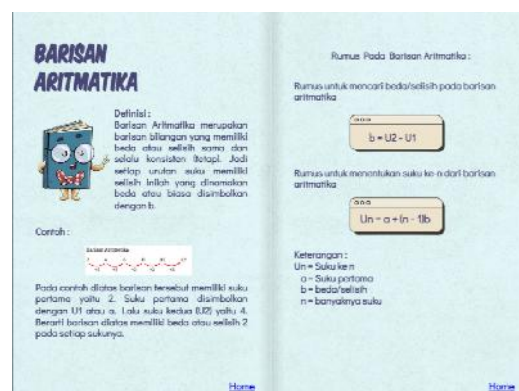 BARISAN
ARITMATIKA
Definisi :
Barisan Aritmatika merupakan
barisan bilangan yang memiliki
beda atau selisih sama dan
selalu konsisten (tetap). Jadi
setiap urutan suku memiliki
selisih inilah yang dinamakan
beda atau biasa disimbolkan
dengan b.
Contoh :
Pada contoh diatas barisan tersebut memiliki suku
pertama yaitu 2. Suku pertama disimbolkan
dengan U1 atau a. Lalu suku kedua (U2) yaitu 4.
Berarti barisan diatas memiliki beda atau selisih 2
pada setiap sukunya.
Home
Rumus Pada Barisan Aritmatika :
Rumus untuk mencari beda/selisih pada barisan
aritmatika
b = U2 - U1
Rumus untuk menentukan suku ke-n dari barisan
aritmatika
Un = a + (n - 1)b
Keterangan :
Un = Suku ke n
a = Suku pertama
b = beda/selisih
n = banyaknya suku
Home